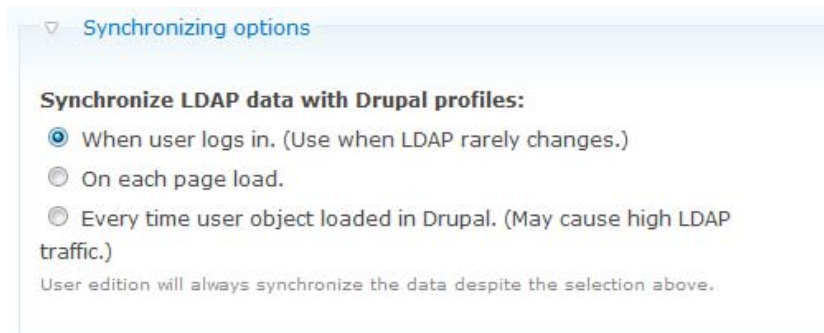 Synchronizing options
Synchronize LDAP data with Drupal profiles:
When user logs in. (Use when LDAP rarely changes.)
On each page load.
Every time user object loaded in Drupal. (May cause high LDAP
traffic.)
User edition will always synchronize the data despite the selection above.